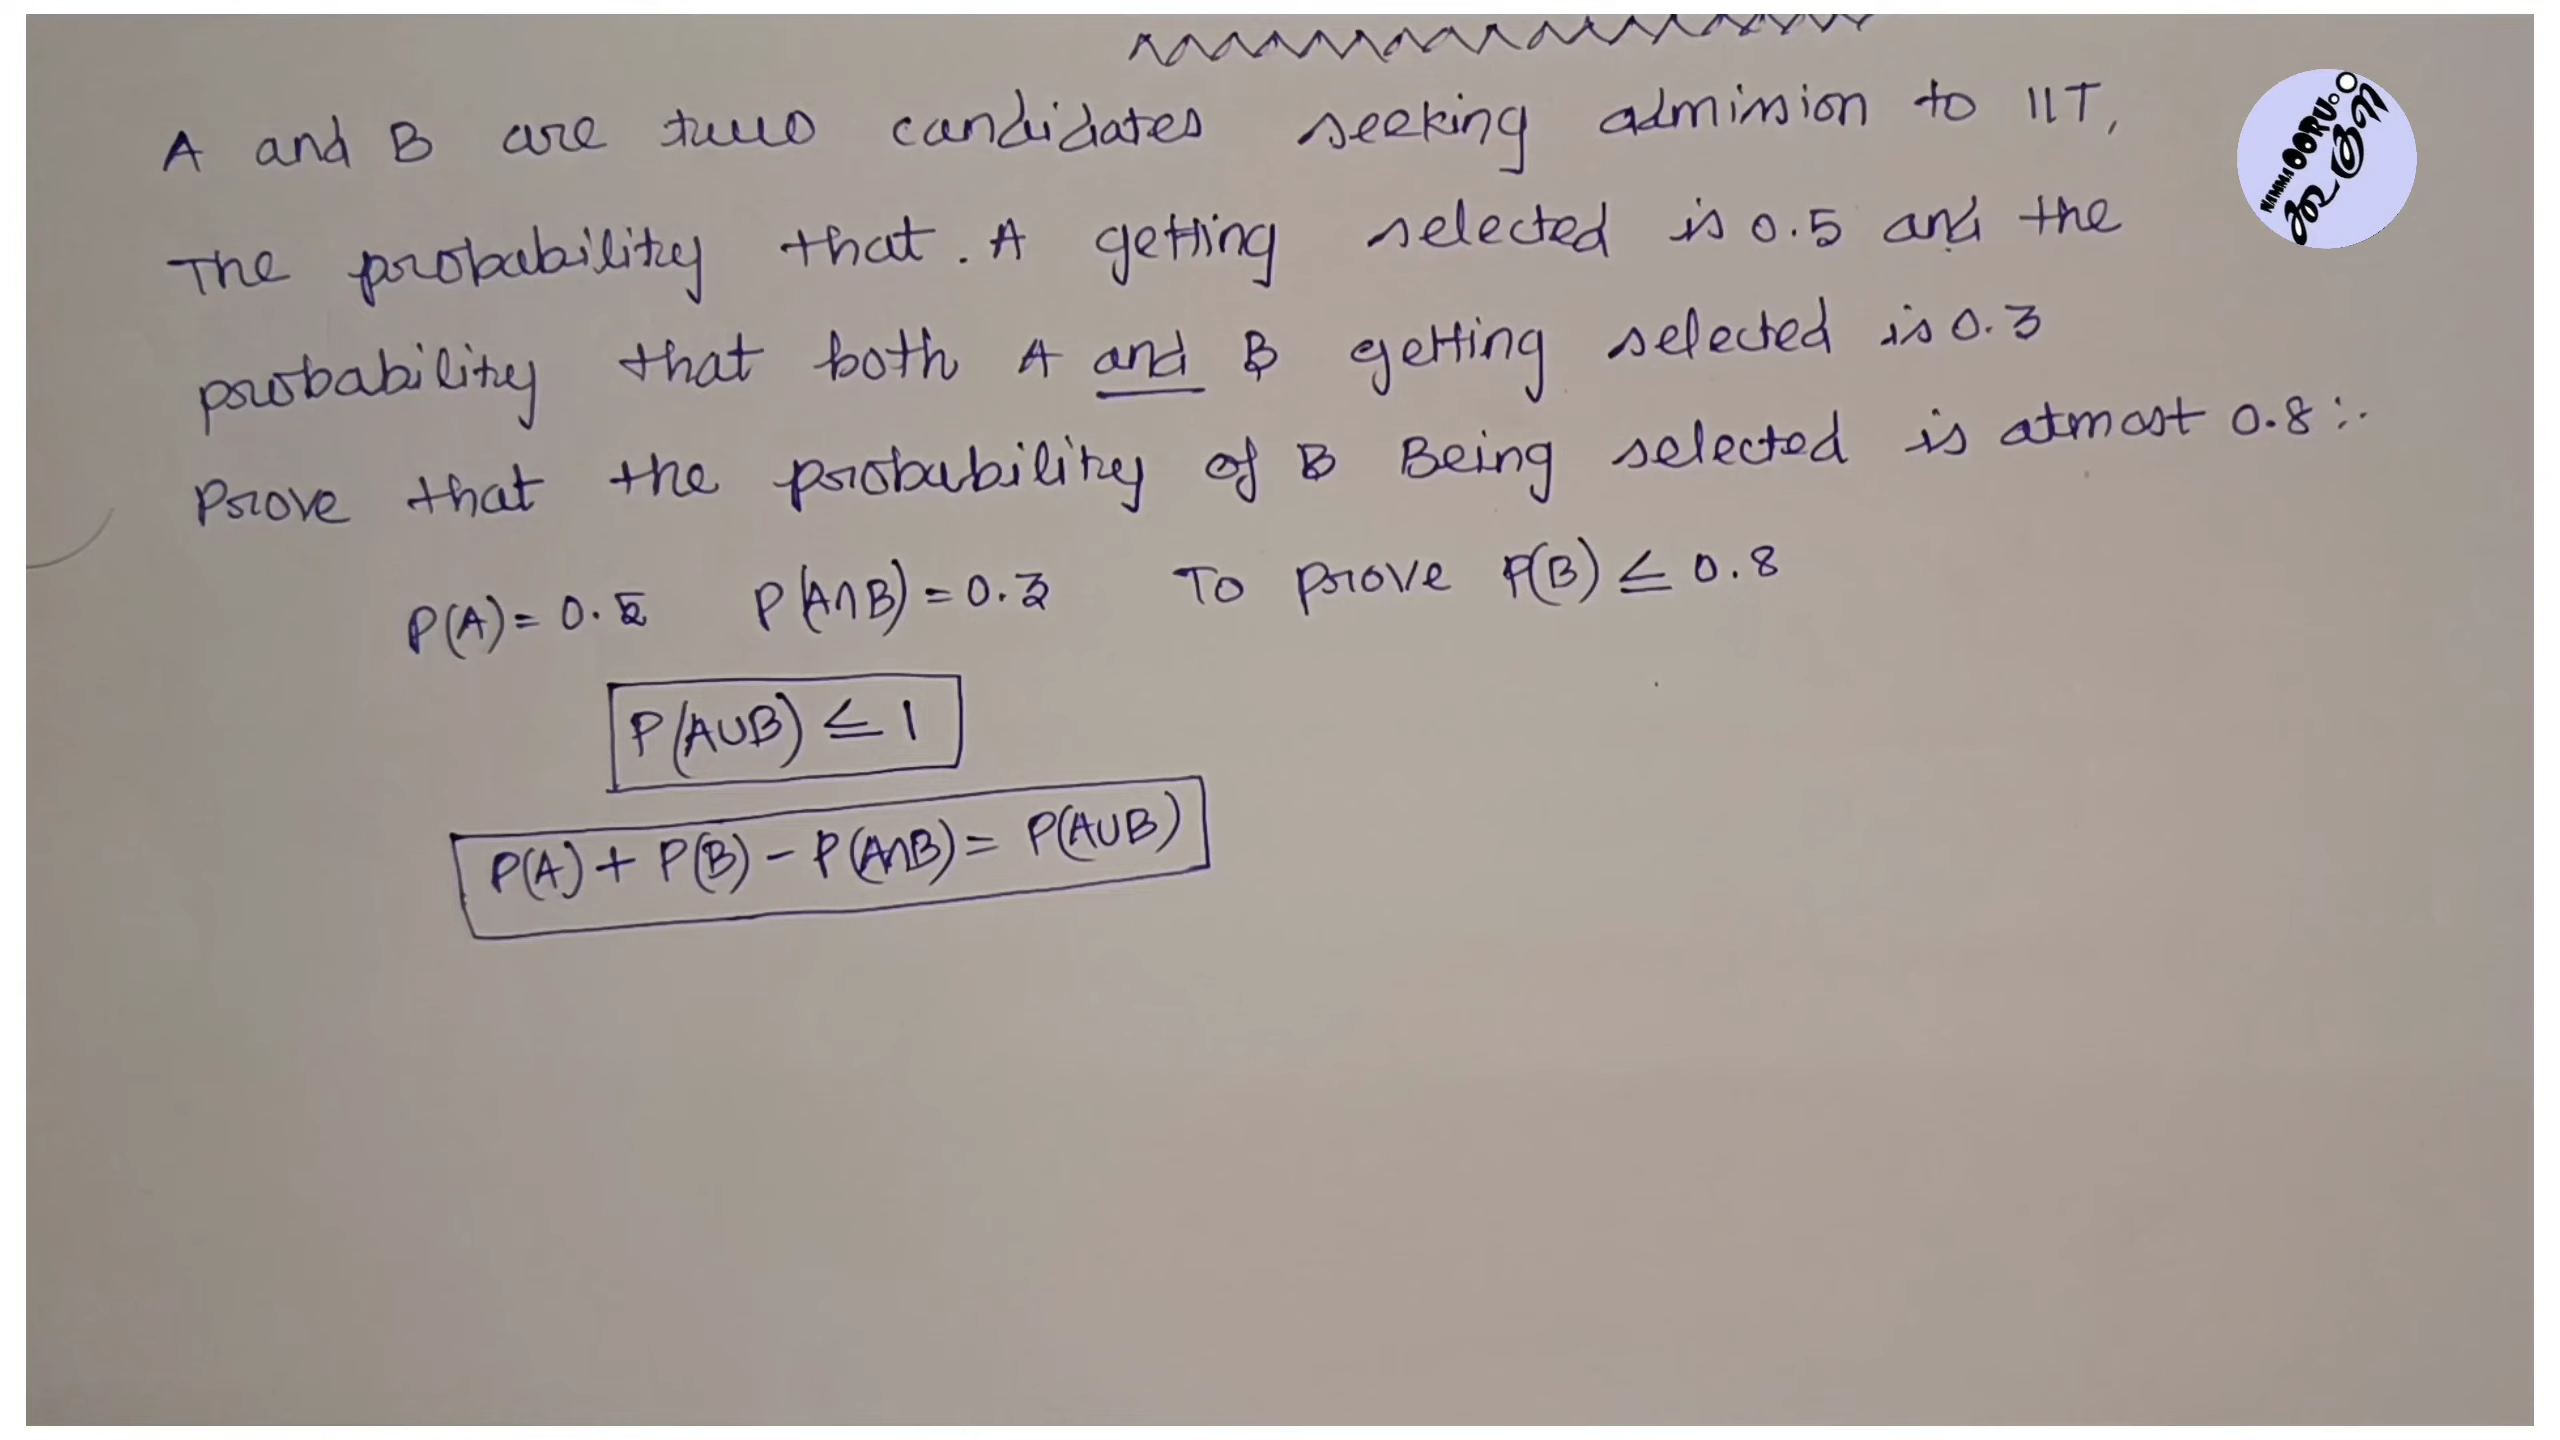 A and B are two candidates seeking admission to IIT,
The probability that . A getting selected is 0.5 and the
probability that both A and B getting selected is 0.3
Prove that the probability of B Being selected is atmost 0.8 :.
P(A) = 0.5 P(A∩B) = 0.3 To prove P(B) ≤ 0.8
P(A∪B) ≤ 1
P(A) + P(B) - P(A∩B) = P(A∪B)
NAMMA OORU